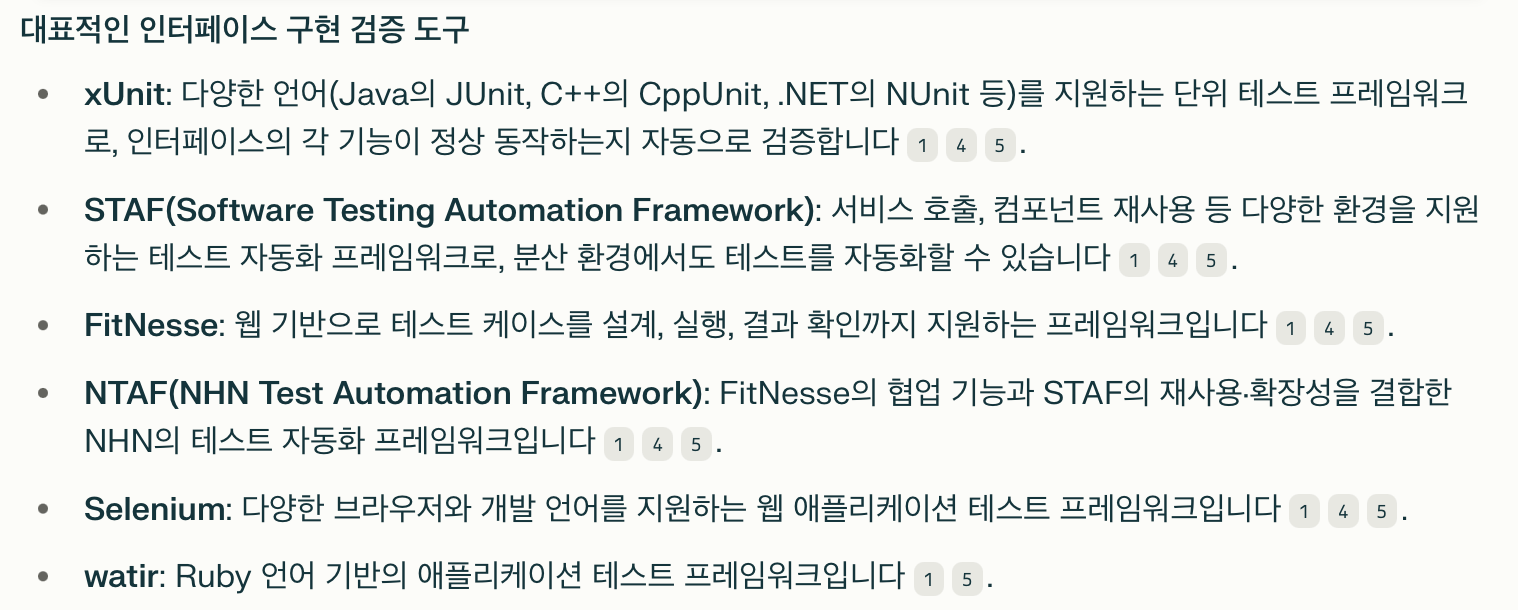 대표적인 인터페이스 구현 검증 도구
• xUnit: 다양한 언어(Java의 JUnit, C++의 CppUnit, .NET의 NUnit 등)를 지원하는 단위 테스트 프레임워크
로, 인터페이스의 각 기능이 정상 동작하는지 자동으로 검증합니다 1 4 5 .
• STAF(Software Testing Automation Framework): 서비스 호출, 컴포넌트 재사용 등 다양한 환경을 지원
하는 테스트 자동화 프레임워크로, 분산 환경에서도 테스트를 자동화할 수 있습니다 1 4 5 .
• FitNesse: 웹 기반으로 테스트 케이스를 설계, 실행, 결과 확인까지 지원하는 프레임워크입니다 1 4 5 .
• NTAF(NHN Test Automation Framework): FitNesse의 협업 기능과 STAF의 재사용·확장성을 결합한
NHN의 테스트 자동화 프레임워크입니다 1 4 5 .
• Selenium: 다양한 브라우저와 개발 언어를 지원하는 웹 애플리케이션 테스트 프레임워크입니다 1 4 5 .
• watir: Ruby 언어 기반의 애플리케이션 테스트 프레임워크입니다 1 5 .